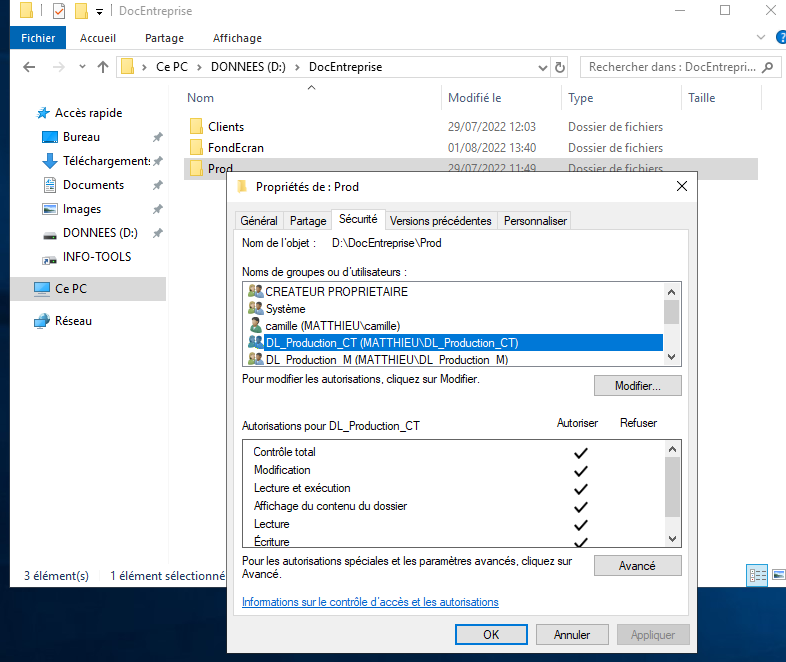 DocEntreprise
Fichier Accueil Partage Affichage
Ce PC DONNEES (D:) DocEntreprise
Rechercher dans : DocEntrepri...
Accès rapide
Bureau
Téléchargements
Documents
Images
DONNEES (D:)
INFO-TOOLS
Ce PC
Réseau
Nom Modifié le Type Taille
Clients 29/07/2022 12:03 Dossier de fichiers
FondEcran 01/08/2022 13:40 Dossier de fichiers
Prod 29/07/2022 11:49 Dossier de fichiers
Propriétés de : Prod
Général Partage Sécurité Versions précédentes Personnaliser
Nom de l'objet : D:\DocEntreprise\Prod
Noms de groupes ou d'utilisateurs :
CREATEUR PROPRIETAIRE
Système
camille (MATTHIEU\camille)
DL_Production_CT (MATTHIEU\DL_Production_CT)
DL_Production_M (MATTHIEU\DL_Production_M)
Pour modifier les autorisations, cliquez sur Modifier.
Modifier...
Autorisations pour DL_Production_CT Autoriser Refuser
Contrôle total
Modification
Lecture et exécution
Affichage du contenu du dossier
Lecture
Écriture
Pour les autorisations spéciales et les paramètres avancés, cliquez sur
Avancé.
Avancé
Informations sur le contrôle d'accès et les autorisations
OK Annuler Appliquer
3 élément(s) 1 élément sélectionné